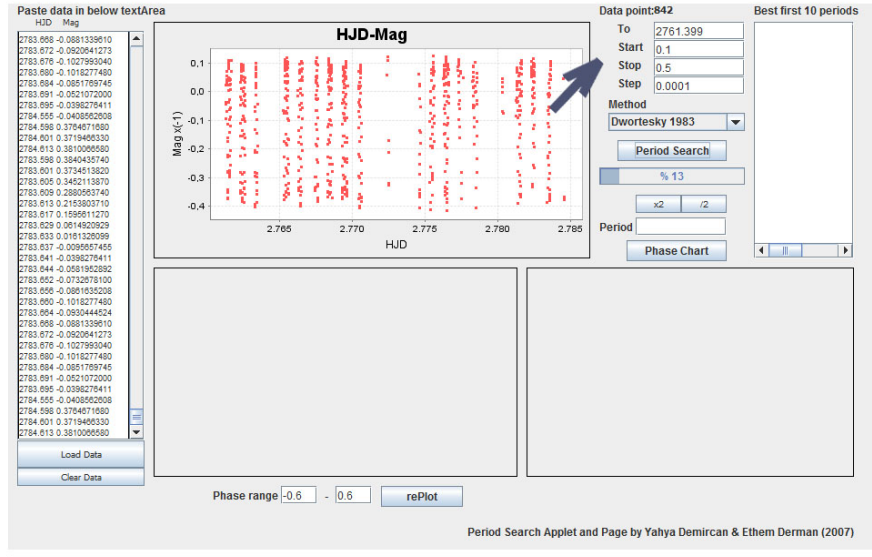 Paste data in below textArea
HJD Mag
2783.668 -0.0881339610
2783.672 -0.0920641273
2783.676 -0.1027993040
2783.680 -0.1018277480
2783.684 -0.0851769745
2783.691 -0.0521072000
2783.695 -0.0398276411
2784.555 -0.0408562608
2784.598 0.3764671680
2784.601 0.3719466330
2784.613 0.3810066580
2783.598 0.3840435740
2783.601 0.3734513820
2783.605 0.3452113870
2783.609 0.2880563740
2783.613 0.2153803710
2783.617 0.1595611270
2783.629 0.0614920929
2783.633 0.0161326099
2783.637 -0.0095657455
2783.641 -0.0398276411
2783.644 -0.0581952892
2783.652 -0.0732678100
2783.656 -0.0861635208
2783.660 -0.1018277480
2783.664 -0.0930444524
2783.668 -0.0881339610
2783.672 -0.0920641273
2783.676 -0.1027993040
2783.680 -0.1018277480
2783.684 -0.0851769745
2783.691 -0.0521072000
2783.695 -0.0398276411
2784.555 -0.0408562608
2784.598 0.3764671680
2784.601 0.3719466330
2784.613 0.3810066580
Load Data
Clear Data
HJD-Mag
Mag x(-1)
0,1
0,0
-0,1
-0,2
-0,3
-0,4
2.765 2.770 2.775 2.780 2.785
HJD
Data point:842
To 2761.399
Start 0.1
Stop 0.5
Step 0.0001
Method
Dwortesky 1983
Period Search
% 13
x2 /2
Period
Phase Chart
Best first 10 periods
Phase range -0.6 - 0.6 rePlot
Period Search Applet and Page by Yahya Demircan & Ethem Derman (2007)